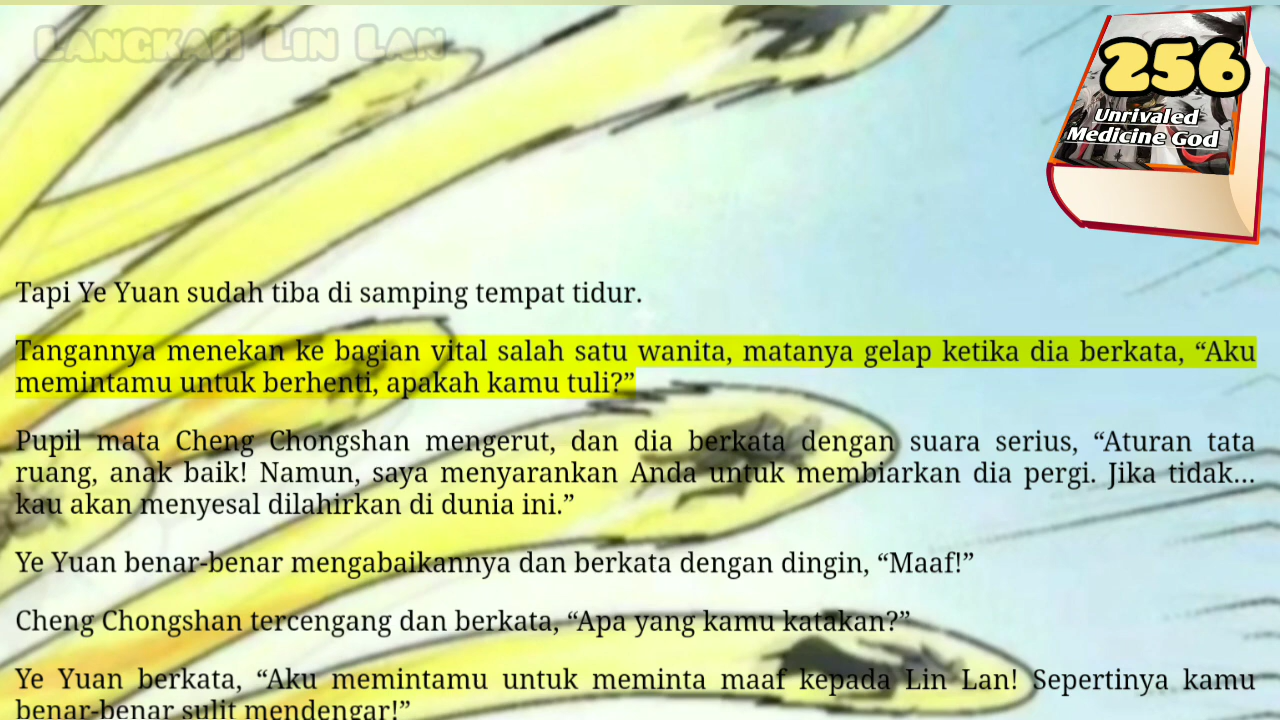 Langkah Lin Lan
256
Unrivaled
Medicine God
Tapi Ye Yuan sudah tiba di samping tempat tidur.
Tangannya menekan ke bagian vital salah satu wanita, matanya gelap ketika dia berkata, “Aku
memintamu untuk berhenti, apakah kamu tuli?”
Pupil mata Cheng Chongshan mengerut, dan dia berkata dengan suara serius, “Aturan tata
ruang, anak baik! Namun, saya menyarankan Anda untuk membiarkan dia pergi. Jika tidak...
kau akan menyesal dilahirkan di dunia ini.”
Ye Yuan benar-benar mengabaikannya dan berkata dengan dingin, “Maaf!”
Cheng Chongshan tercengang dan berkata, “Apa yang kamu katakan?”
Ye Yuan berkata, “Aku memintamu untuk meminta maaf kepada Lin Lan! Sepertinya kamu
benar-benar sulit mendengar!”